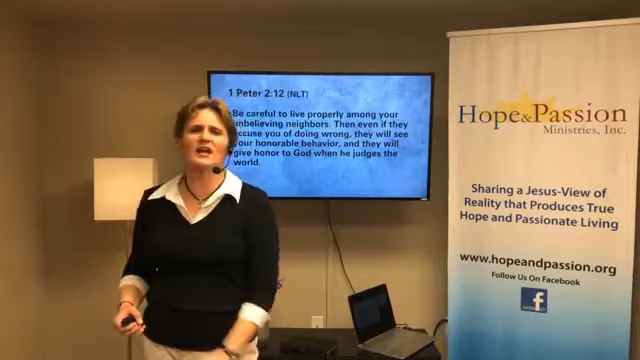 1 Peter 2:12 (NLT)
Be careful to live properly among your
unbelieving neighbors. Then even if they
accuse you of doing wrong, they will see
your honorable behavior, and they will
give honor to God when he judges the
world.
Hope&Passion
Ministries, Inc.
Sharing a Jesus-View of
Reality that Produces True
Hope and Passionate Living
www.hopeandpassion.org
Follow Us On Facebook
f